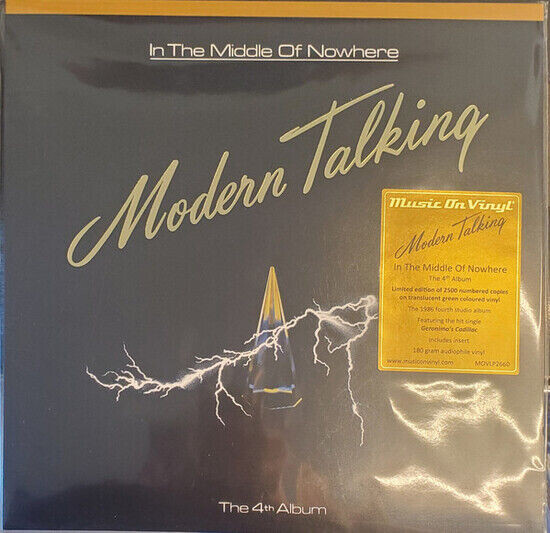 In The Middle Of Nowhere
Modern Talking
Music On Vinyl
Modern Talking
In The Middle Of Nowhere
The 4th Album
Limited edition of 2500 numbered copies
on translucent green coloured vinyl
The 1986 fourth studio album
Featuring the hit single
Geronimo's Cadillac
Includes insert
180 gram audiophile vinyl
www.musiconvinyl.com MOVLP2660
The 4th Album